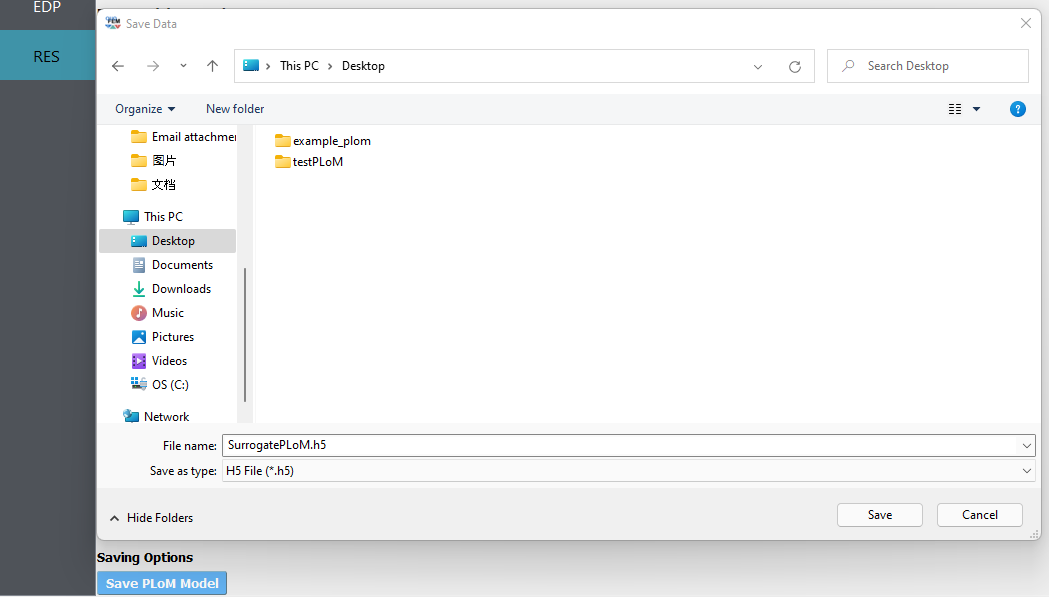 EDP
RES
Save Data
This PC
Desktop
Search Desktop
Organize
New folder
?
Email attachmer
图片
文档
This PC
Desktop
Documents
Downloads
Music
Pictures
Videos
OS (C:)
Network
example_plom
testPLoM
File name: SurrogatePLoM.h5
Save as type: H5 File (*.h5)
Hide Folders
Save
Cancel
Saving Options
Save PLoM Model